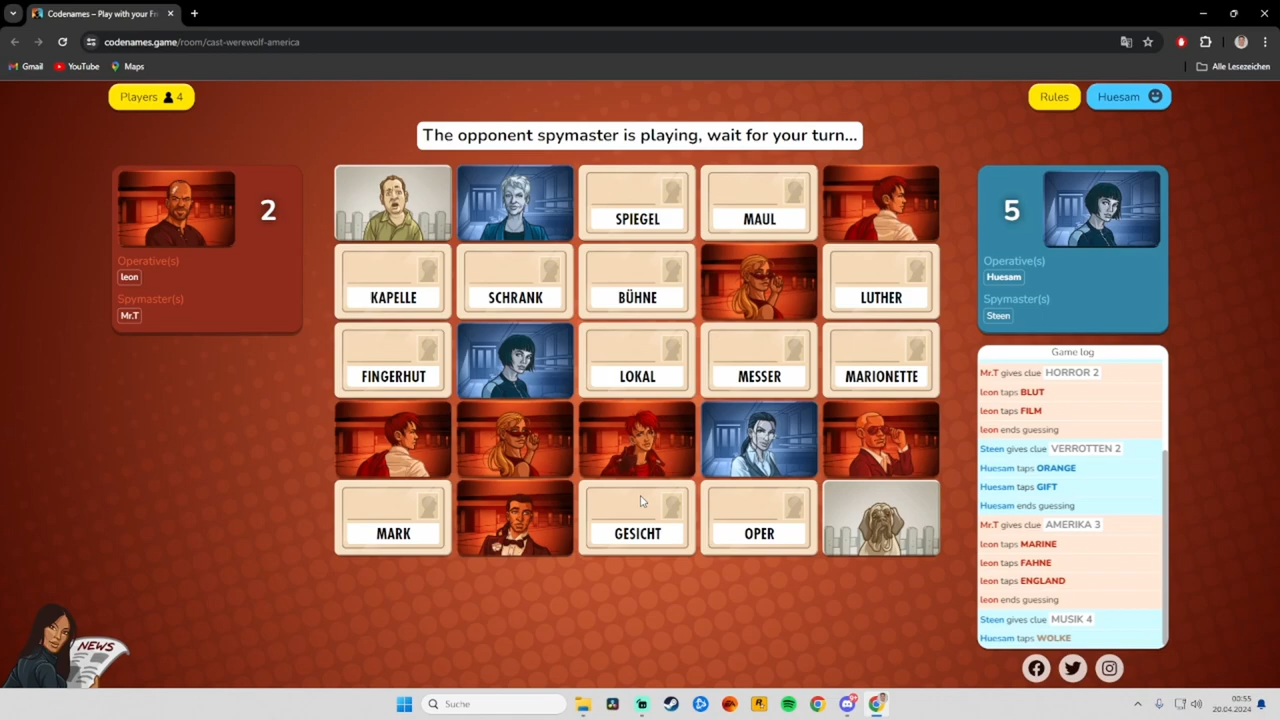 Codenames – Play with your Fr
codenames.game/room/cast-werewolf-america
Gmail YouTube Maps Alle Lesezeichen
Players 4
Rules
Huesam
The opponent spymaster is playing, wait for your turn...
2
Operative(s)
leon
Spymaster(s)
Mr.T
SPIEGEL
MAUL
KAPELLE
SCHRANK
BÜHNE
LUTHER
FINGERHUT
LOKAL
MESSER
MARIONETTE
MARK
GESICHT
OPER
5
Operative(s)
Huesam
Spymaster(s)
Steen
Game log
Mr.T gives clue HORROR 2
leon taps BLUT
leon taps FILM
leon ends guessing
Steen gives clue VERROTTEN 2
Huesam taps ORANGE
Huesam taps GIFT
Huesam ends guessing
Mr.T gives clue AMERIKA 3
leon taps MARINE
leon taps FAHNE
leon taps ENGLAND
leon ends guessing
Steen gives clue MUSIK 4
Huesam taps WOLKE
NEWS
Suche
00:55
20.04.2024